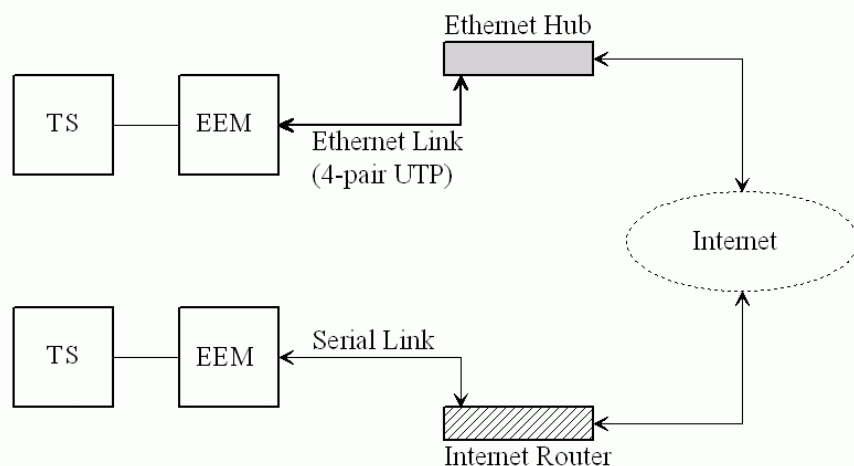 Ethernet Hub
TS
EEM
Ethernet Link
(4-pair UTP)
Internet
TS
EEM
Serial Link
Internet Router